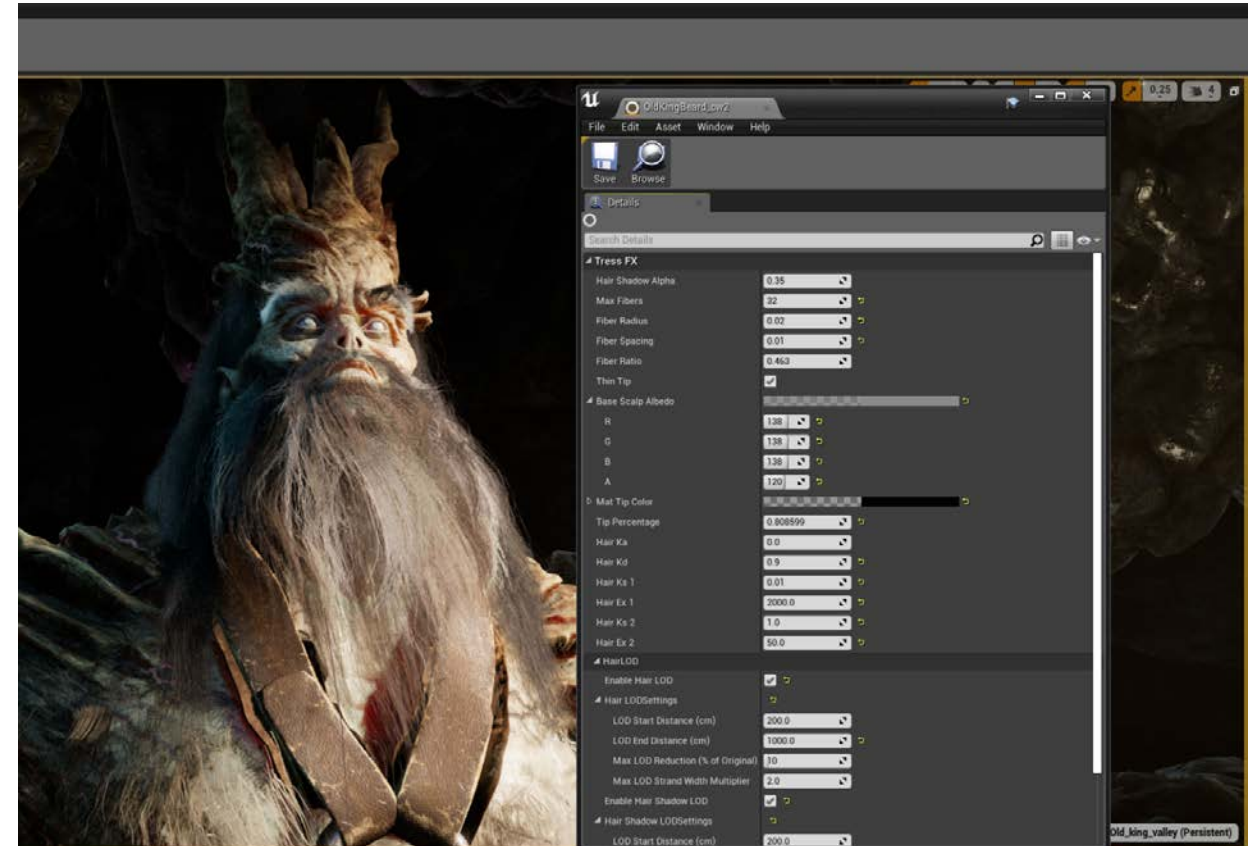 0.25 4
OldKingBeard_cw2
File Edit Asset Window Help
Save Browse
Details
Search Details
Tress FX
Hair Shadow Alpha 0.35
Max Fibers 32
Fiber Radius 0.02
Fiber Spacing 0.01
Fiber Ratio 0.463
Thin Tip
Base Scalp Albedo
R 138
G 138
B 138
A 120
Mat Tip Color
Tip Percentage 0.808599
Hair Ka 0.0
Hair Kd 0.9
Hair Ks 1 0.01
Hair Ex 1 2000.0
Hair Ks 2 1.0
Hair Ex 2 50.0
HairLOD
Enable Hair LOD
Hair LODSettings
LOD Start Distance (cm) 200.0
LOD End Distance (cm) 1000.0
Max LOD Reduction (% of Original) 10
Max LOD Strand Width Multiplier 2.0
Enable Hair Shadow LOD
Hair Shadow LODSettings
LOD Start Distance (cm) 200.0
Old_king_valley (Persistent)